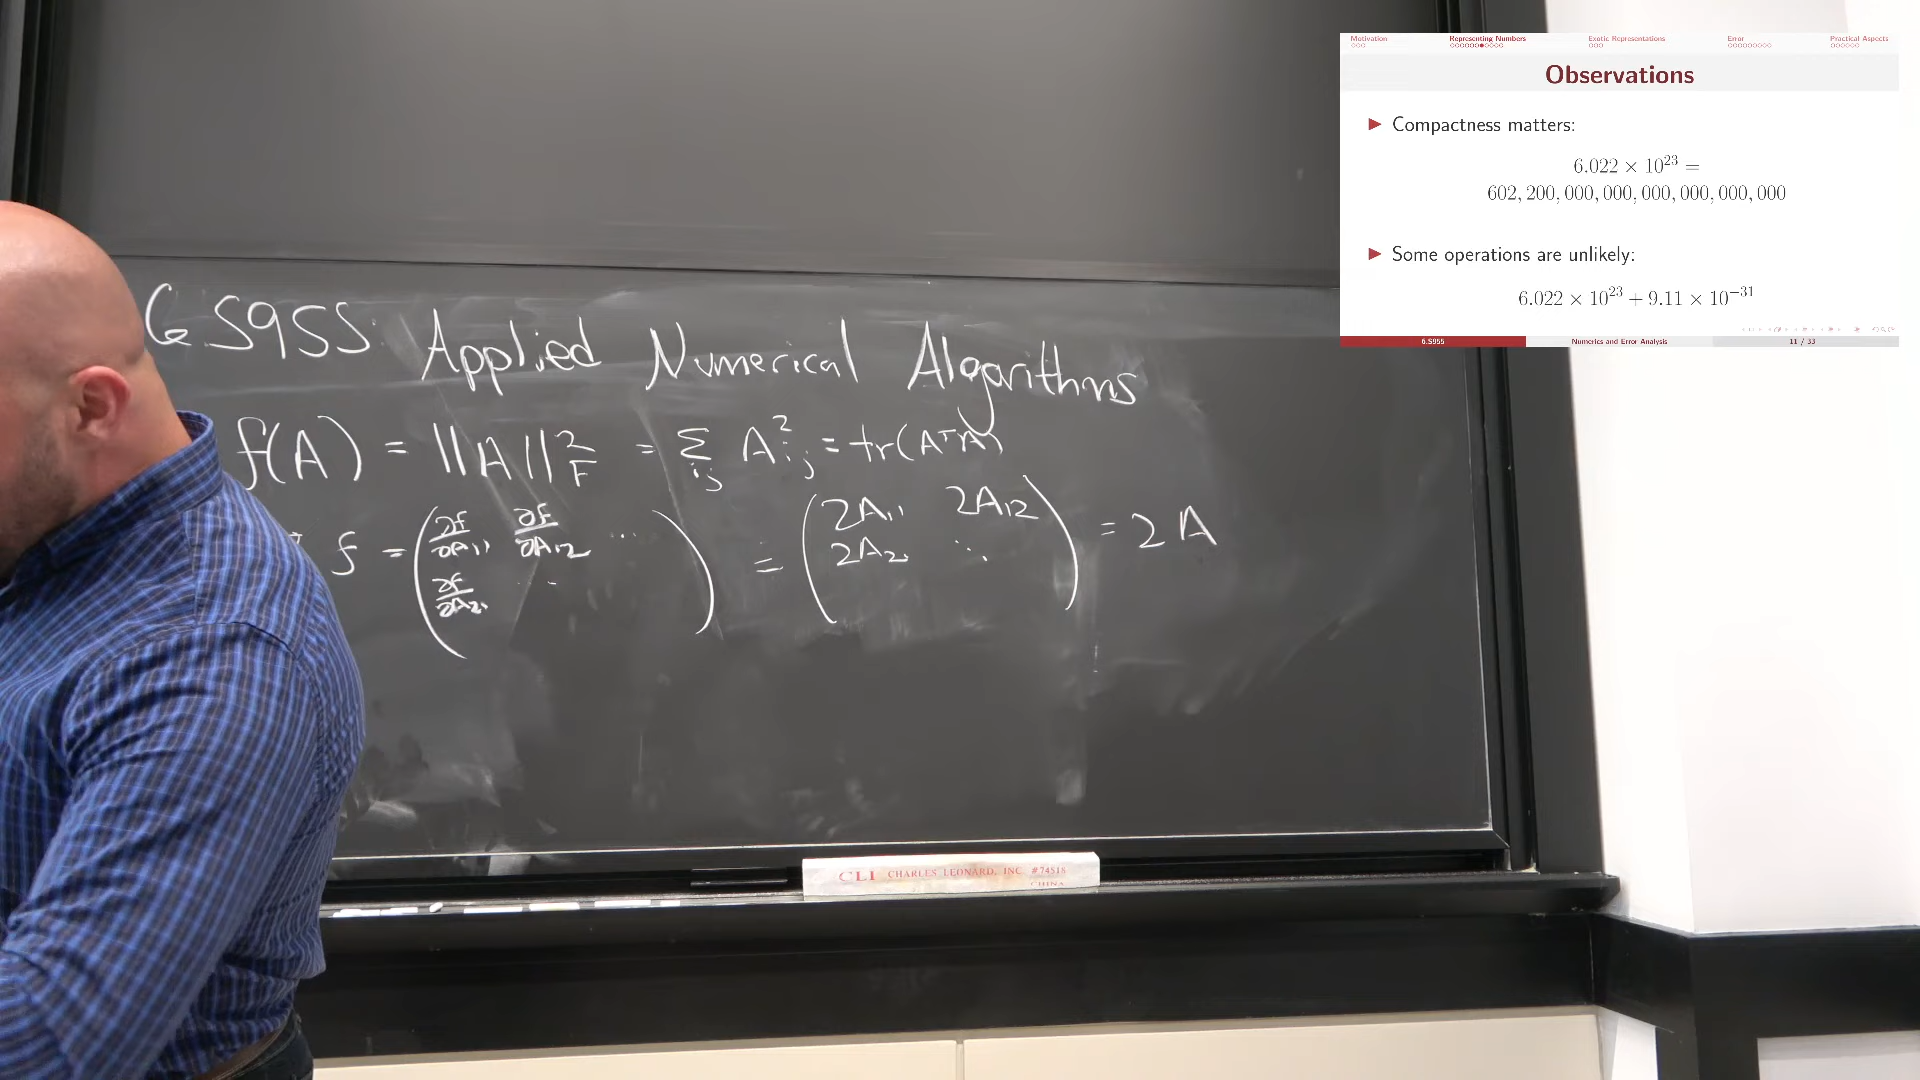 Motivation Representing Numbers Exotic Representations Error Practical Aspects
Observations
▶ Compactness matters:
6.022 × 10²³ =
602, 200, 000, 000, 000, 000, 000, 000
▶ Some operations are unlikely:
6.022 × 10²³ + 9.11 × 10⁻³¹
6.S955 Numerics and Error Analysis 11 / 33
6.S955: Applied Numerical Algorithms
f(A) = ||A||²_F = Σ_ij A²_ij = tr(AᵀA)
f = ( ∂f/∂A₁₁ ∂f/∂A₁₂ ...
∂f/∂A₂₁ ⋱ ) = ( 2A₁₁ 2A₁₂
2A₂₁ ⋱ ) = 2A
CLI CHARLES LEONARD, INC. #74518
CHINA